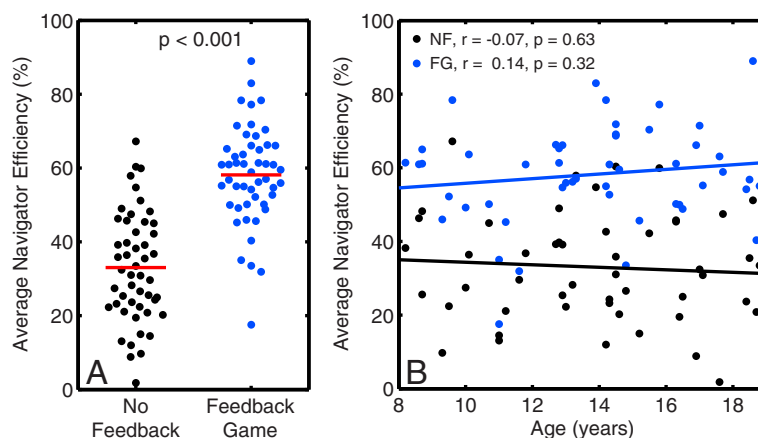 Average Navigator Efficiency (%)
100
80
60
40
20
0
p < 0.001
A
No
Feedback
Feedback
Game
Average Navigator Efficiency (%)
100
80
60
40
20
0
NF, r = -0.07, p = 0.63
FG, r = 0.14, p = 0.32
B
8
10
12
14
16
18
Age (years)